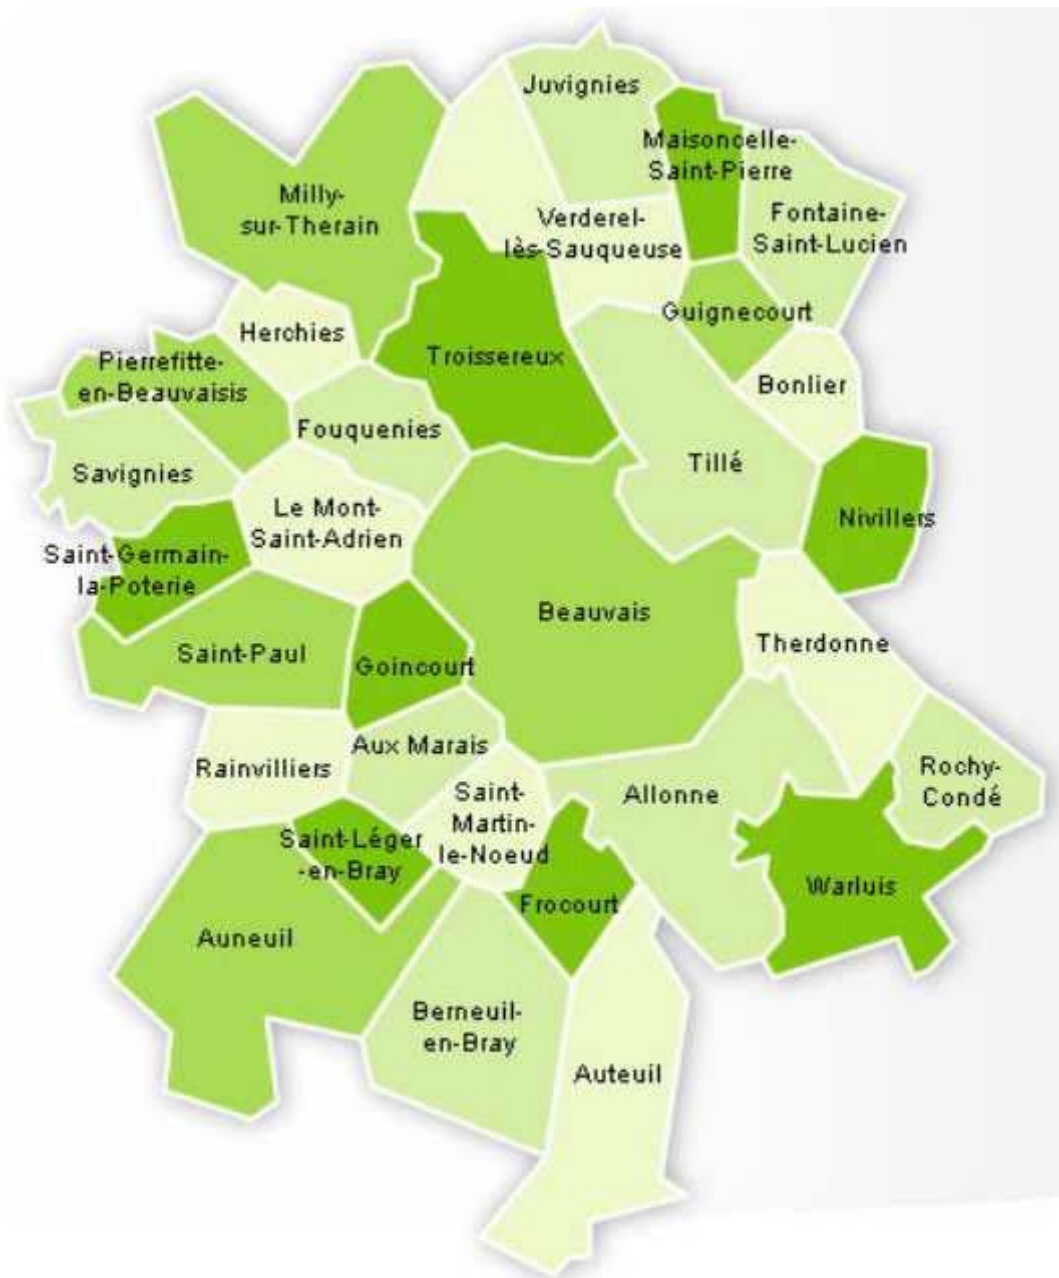 Juvignies
Maisoncelle-
Saint-Pierre
Milly-
sur-Therain
Verderel-
lès-Sauqueuse
Fontaine-
Saint-Lucien
Guignecourt
Herchies
Troissereux
Pierrefitte-
en-Beauvaisis
Bonlier
Fouquenies
Savignies
Tillé
Le Mont-
Saint-Adrien
Nivillers
Saint-Germain-
la-Poterie
Beauvais
Saint-Paul
Goincourt
Therdonne
Aux Marais
Rainvilliers
Rochy-
Condé
Saint-
Martin-
le-Noeud
Allonne
Saint-Léger
-en-Bray
Warluis
Frocourt
Auneuil
Berneuil-
en-Bray
Auteuil